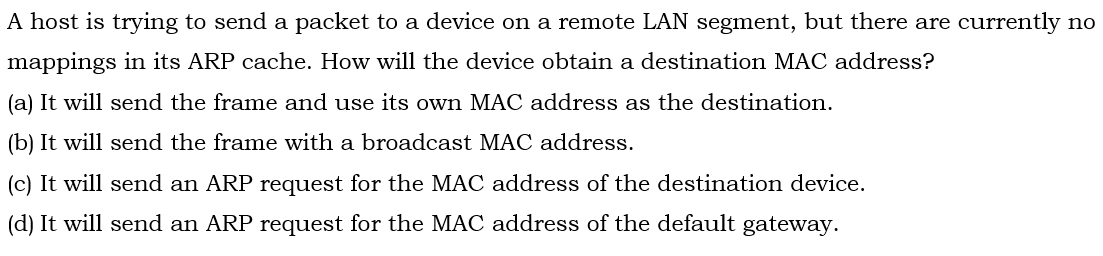 A host is trying to send a packet to a device on a remote LAN segment, but there are currently no
mappings in its ARP cache. How will the device obtain a destination MAC address?
(a) It will send the frame and use its own MAC address as the destination.
(b) It will send the frame with a broadcast MAC address.
(c) It will send an ARP request for the MAC address of the destination device.
(d) It will send an ARP request for the MAC address of the default gateway.